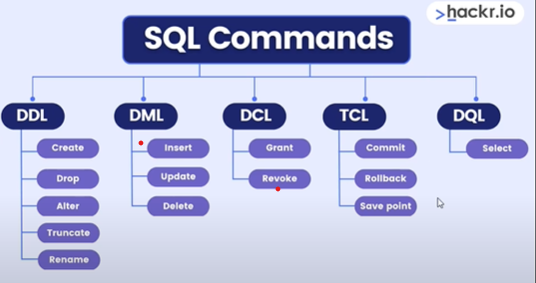 >hackr.io
SQL Commands
DDL
Create
Drop
Alter
Truncate
Rename
DML
Insert
Update
Delete
DCL
Grant
Revoke
TCL
Commit
Rollback
Save point
DQL
Select